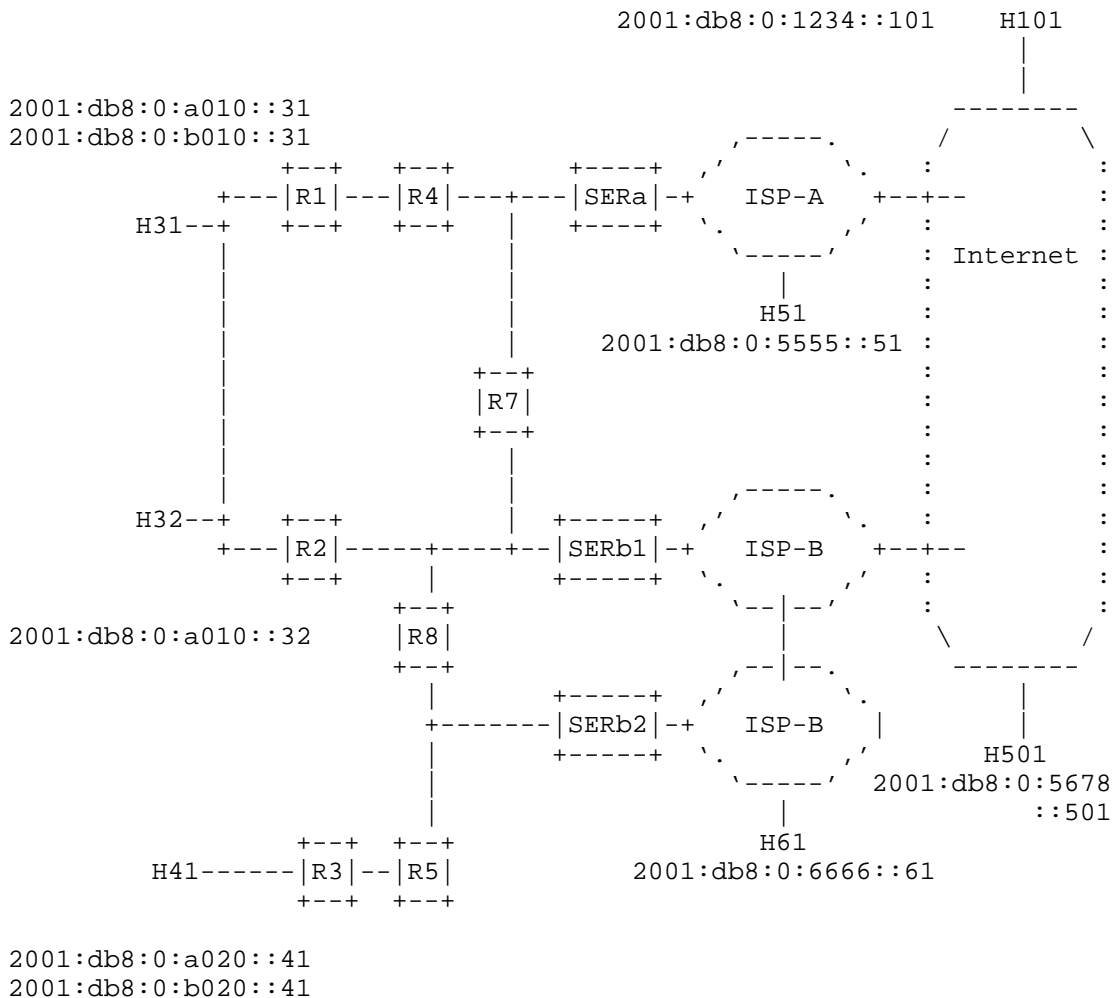 2001:db8:0:1234::101 H101
2001:db8:0:a010::31
2001:db8:0:b010::31
R1 R4 SERa ISP-A
H31
Internet
H51
2001:db8:0:5555::51
R7
H32
R2 SERb1 ISP-B
2001:db8:0:a010::32 R8
SERb2 ISP-B
H501
2001:db8:0:5678
::501
H61
H41 R3 R5 2001:db8:0:6666::61
2001:db8:0:a020::41
2001:db8:0:b020::41